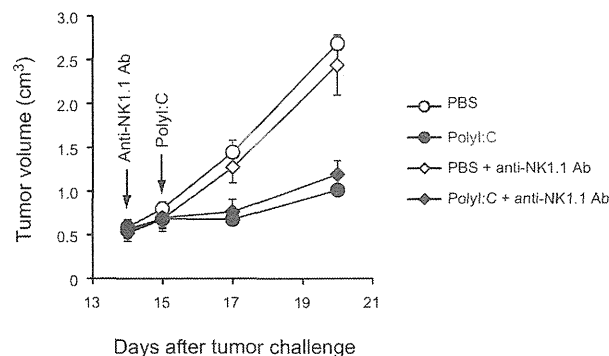 Tumor volume (cm³)
3.0
2.5
2.0
1.5
1.0
0.5
0
Anti-NK1.1 Ab
PolyI:C
13
15
17
19
21
Days after tumor challenge
PBS
PolyI:C
PBS + anti-NK1.1 Ab
PolyI:C + anti-NK1.1 Ab